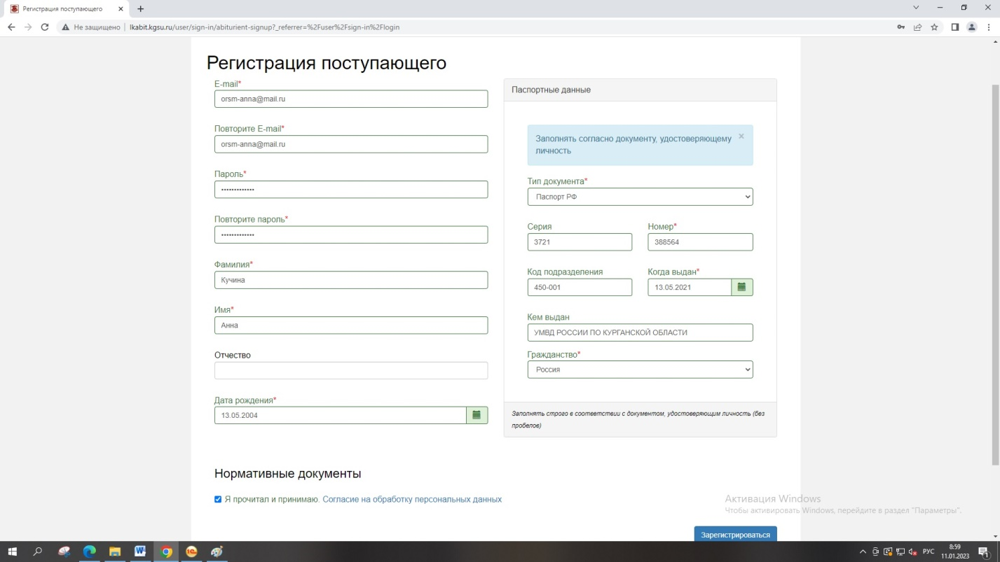 Регистрация поступающего
Не защищено
lkabit.kgsu.ru/user/sign-in/abiturient-signup?_referrer=%2Fuser%2Fsign-in%2Flogin
Регистрация поступающего
E-mail*
orsm-anna@mail.ru
Повторите E-mail*
orsm-anna@mail.ru
Пароль*
•••••••••••••
Повторите пароль*
•••••••••••••
Фамилия*
Кучина
Имя*
Анна
Отчество
Дата рождения*
13.05.2004
Паспортные данные
Заполнять согласно документу, удостоверяющему
личность
×
Тип документа*
Паспорт РФ
Серия
Номер*
3721
388564
Код подразделения
Когда выдан*
450-001
13.05.2021
Кем выдан
УМВД РОССИИ ПО КУРГАНСКОЙ ОБЛАСТИ
Гражданство*
Россия
Заполнять строго в соответствии с документом, удостоверяющим личность (без
пробелов)
Нормативные документы
Я прочитал и принимаю. Согласие на обработку персональных данных
Активация Windows
Чтобы активировать Windows, перейдите в раздел "Параметры".
Зарегистрироваться
РУС
8:59
11.01.2023
1